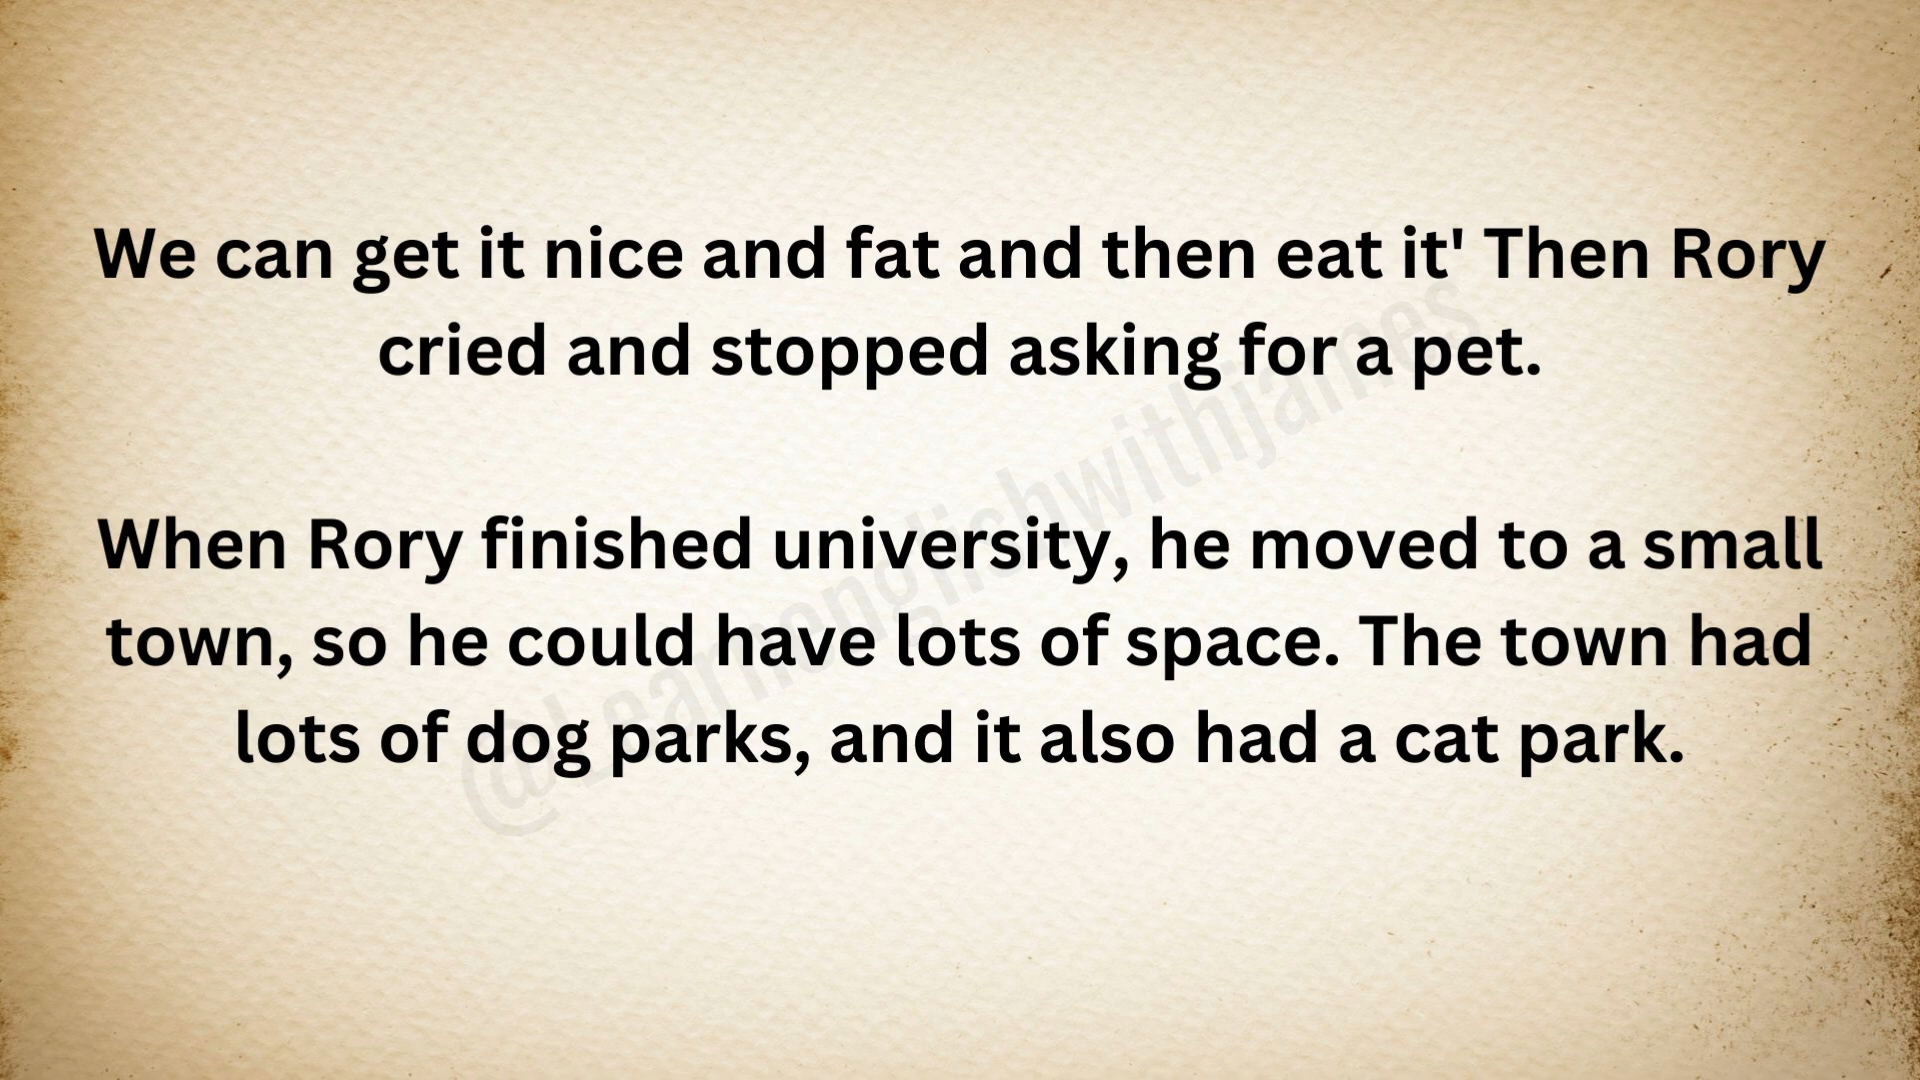 We can get it nice and fat and then eat it' Then Rory
cried and stopped asking for a pet.
When Rory finished university, he moved to a small
town, so he could have lots of space. The town had
lots of dog parks, and it also had a cat park.
@Learnonglishwithjames